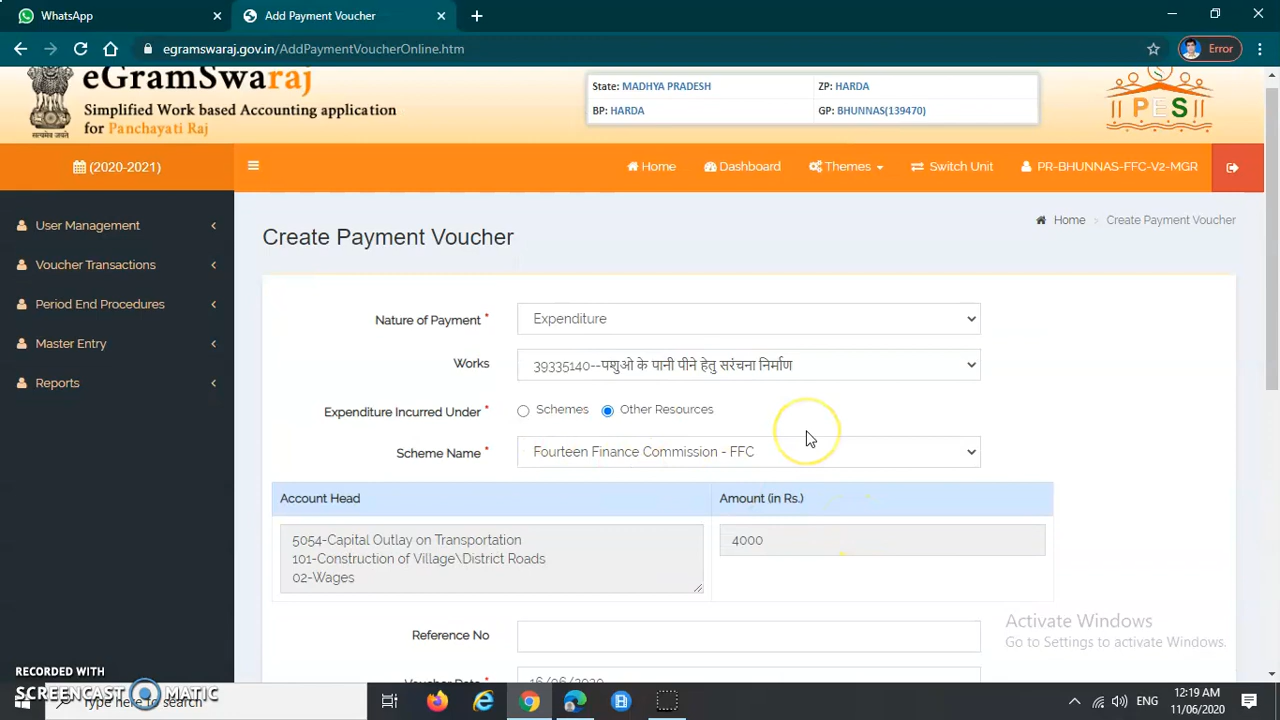 WhatsApp
Add Payment Voucher
egramswaraj.gov.in/AddPaymentVoucherOnline.htm
Error
eGramSwaraj
Simplified Work based Accounting application
for Panchayati Raj
State: MADHYA PRADESH
ZP: HARDA
BP: HARDA
GP: BHUNNAS(139470)
PES
(2020-2021)
Home
Dashboard
Themes
Switch Unit
PR-BHUNNAS-FFC-V2-MGR
User Management
Voucher Transactions
Period End Procedures
Master Entry
Reports
Create Payment Voucher
Home > Create Payment Voucher
Nature of Payment *
Expenditure
Works
39335140--पशुओ के पानी पीने हेतु सरंचना निर्माण
Expenditure Incurred Under *
Schemes
Other Resources
Scheme Name *
Fourteen Finance Commission - FFC
Account Head
Amount (in Rs.)
5054-Capital Outlay on Transportation
101-Construction of Village\District Roads
02-Wages
4000
Reference No
Voucher Date *
16/06/2020
Activate Windows
Go to Settings to activate Windows.
RECORDED WITH
SCREENCAST MATIC
Type here to search
ENG
12:19 AM
11/06/2020